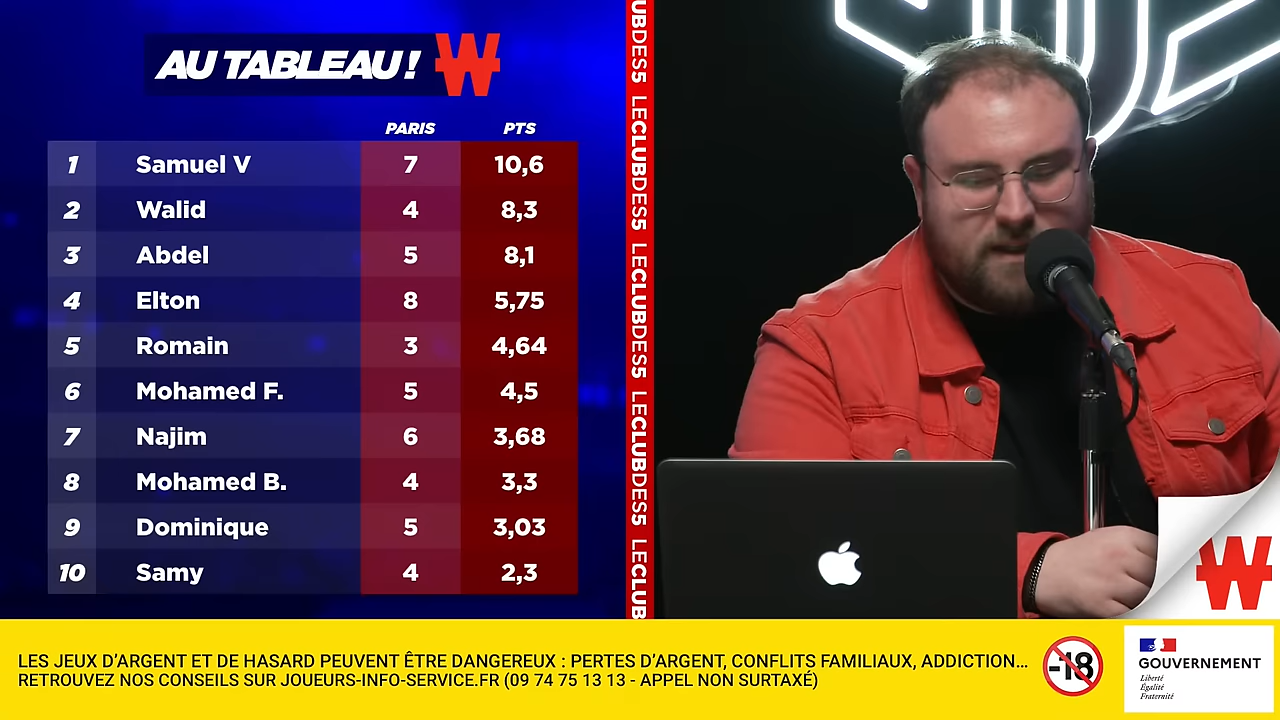 AU TABLEAU! W
PARIS PTS
1 Samuel V 7 10,6
2 Walid 4 8,3
3 Abdel 5 8,1
4 Elton 8 5,75
5 Romain 3 4,64
6 Mohamed F. 5 4,5
7 Najim 6 3,68
8 Mohamed B. 4 3,3
9 Dominique 5 3,03
10 Samy 4 2,3
UBDES5 LECLUBDES5 LECLUBDES5 LECLUBDES5 LECLUB
W
LES JEUX D'ARGENT ET DE HASARD PEUVENT ÊTRE DANGEREUX : PERTES D'ARGENT, CONFLITS FAMILIAUX, ADDICTION...
RETROUVEZ NOS CONSEILS SUR JOUEURS-INFO-SERVICE.FR (09 74 75 13 13 - APPEL NON SURTAXÉ)
-18
GOUVERNEMENT
Liberté
Égalité
Fraternité